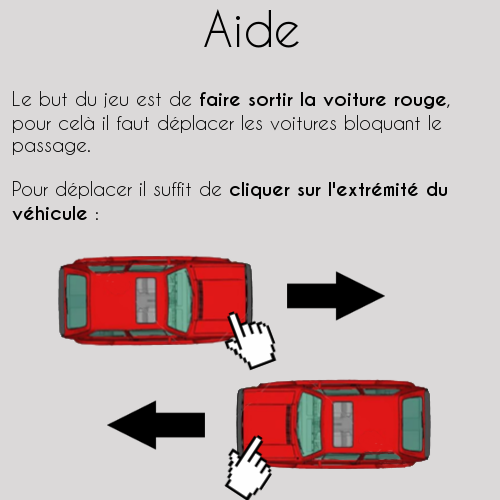 Aide
Le but du jeu est de faire sortir la voiture rouge,
pour celà il faut déplacer les voitures bloquant le
passage.
Pour déplacer il suffit de cliquer sur l'extrémité du
véhicule :